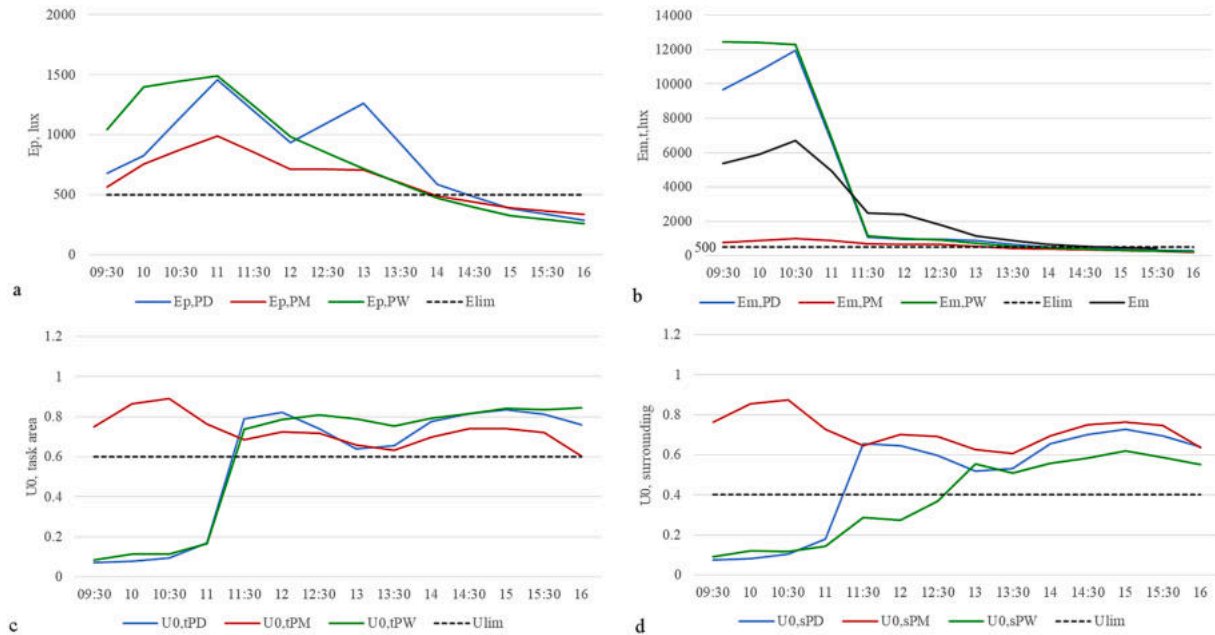 2000
1500
1000
500
0
Ep, lux
09:30 10 10:30 11 11:30 12 12:30 13 13:30 14 14:30 15 15:30 16
a
Ep,PD Ep,PM Ep,PW Elim
14000
12000
10000
8000
6000
4000
2000
500
0
Em,t,lux
09:30 10 10:30 11 11:30 12 12:30 13 13:30 14 14:30 15 15:30 16
b
Em,PD Em,PM Em,PW Elim Em
1.2
1
0.8
0.6
0.4
0.2
0
U0, task area
09:30 10 10:30 11 11:30 12 12:30 13 13:30 14 14:30 15 15:30 16
c
U0,tPD U0,tPM U0,tPW Ulim
1.2
1
0.8
0.6
0.4
0.2
0
U0, surrounding
09:30 10 10:30 11 11:30 12 12:30 13 13:30 14 14:30 15 15:30 16
d
U0,sPD U0,sPM U0,sPW Ulim